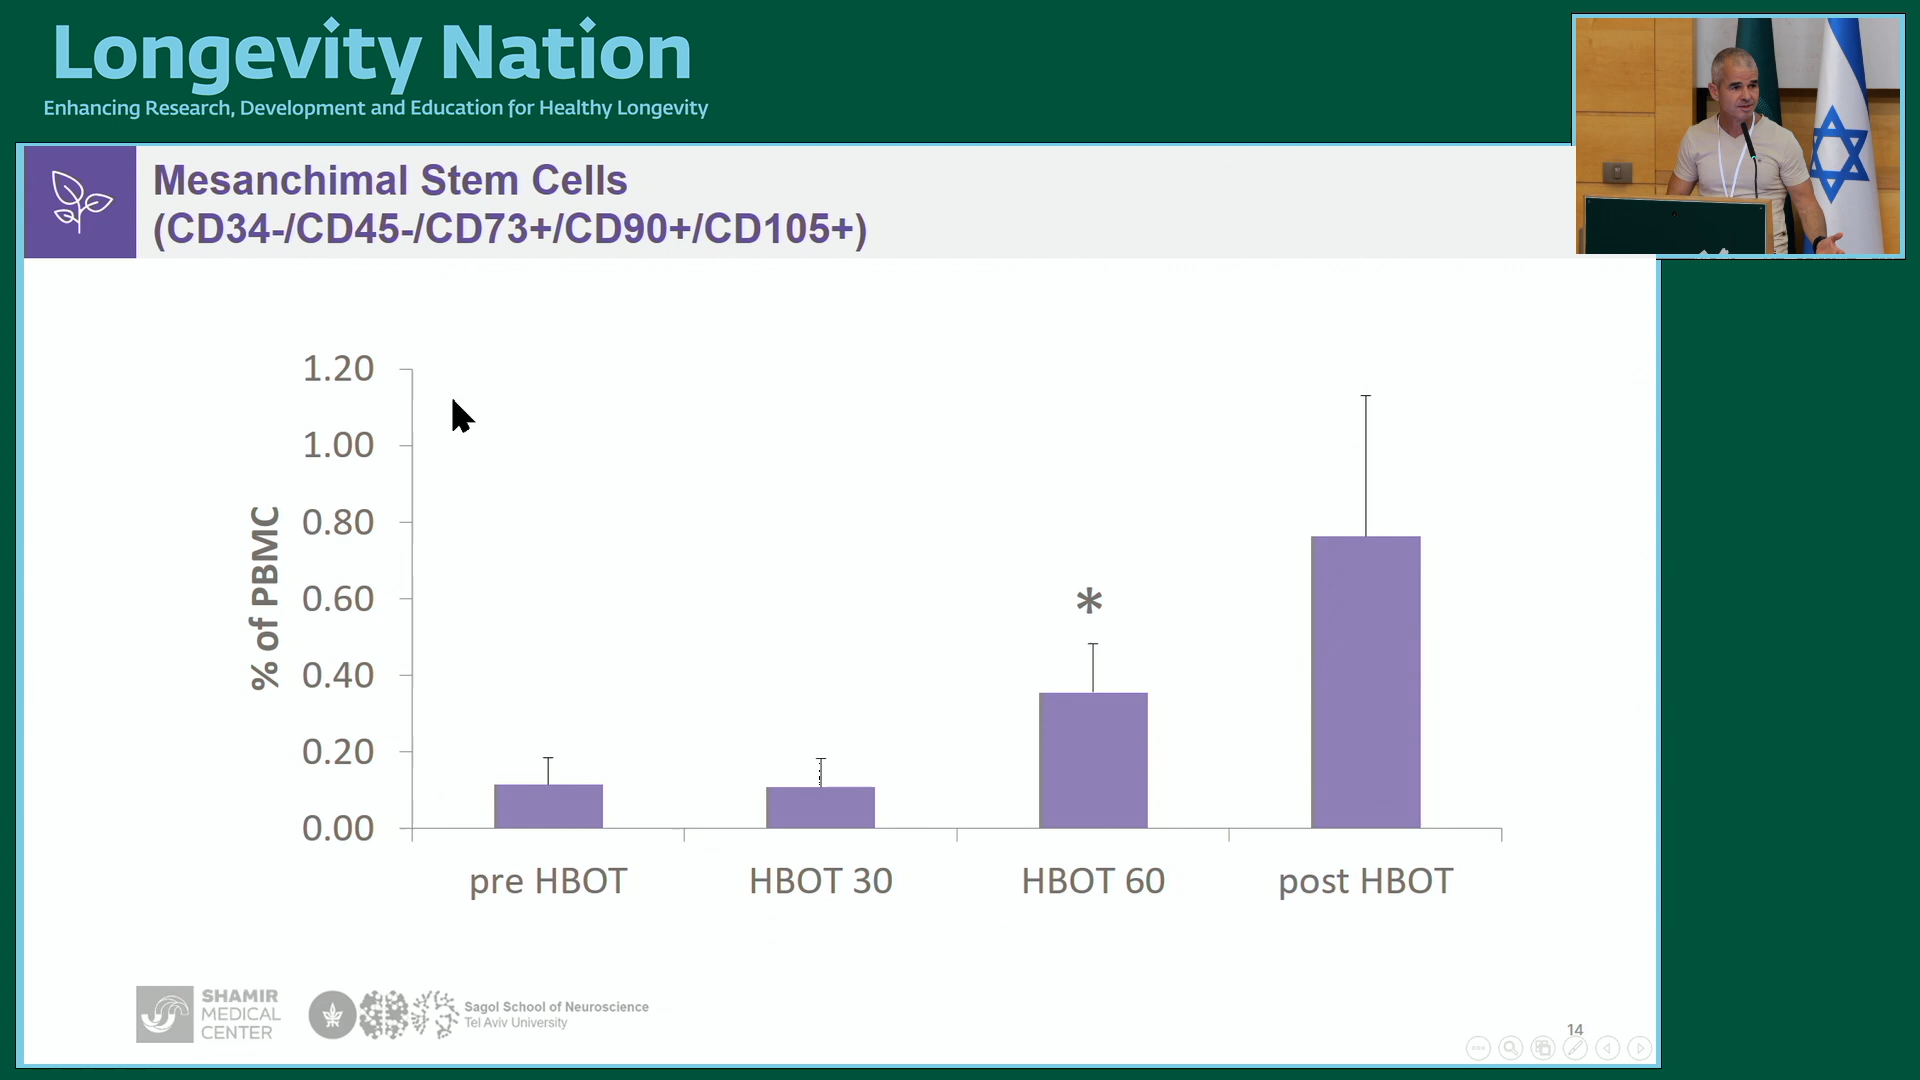 Longevity Nation
Enhancing Research, Development and Education for Healthy Longevity
Mesanchimal Stem Cells
(CD34-/CD45-/CD73+/CD90+/CD105+)
1.20
1.00
0.80
0.60
0.40
0.20
0.00
% of PBMC
*
pre HBOT
HBOT 30
HBOT 60
post HBOT
SHAMIR
MEDICAL
CENTER
Sagol School of Neuroscience
Tel Aviv University
14